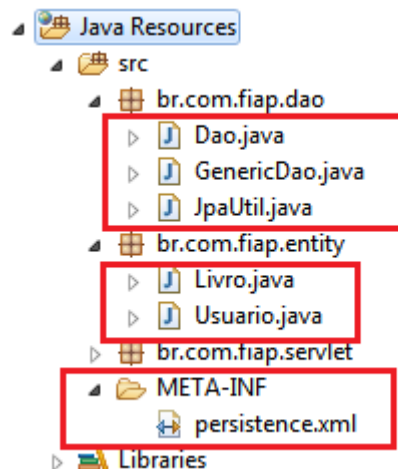 Java Resources
src
br.com.fiap.dao
Dao.java
GenericDao.java
JpaUtil.java
br.com.fiap.entity
Livro.java
Usuario.java
br.com.fiap.servlet
META-INF
persistence.xml
Libraries